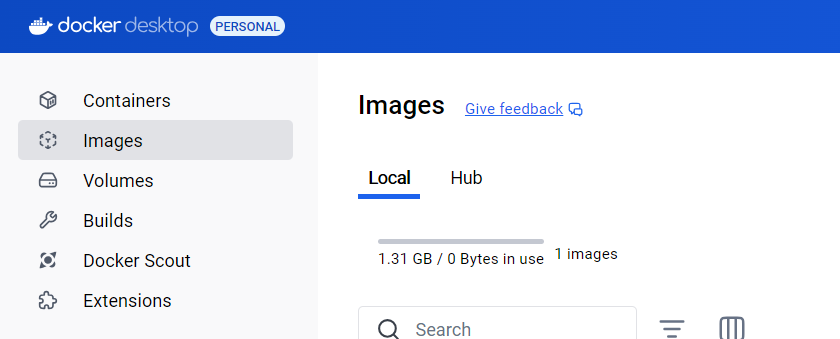 docker desktop PERSONAL
Containers
Images
Volumes
Builds
Docker Scout
Extensions
Images Give feedback
Local Hub
1.31 GB / 0 Bytes in use 1 images
Search